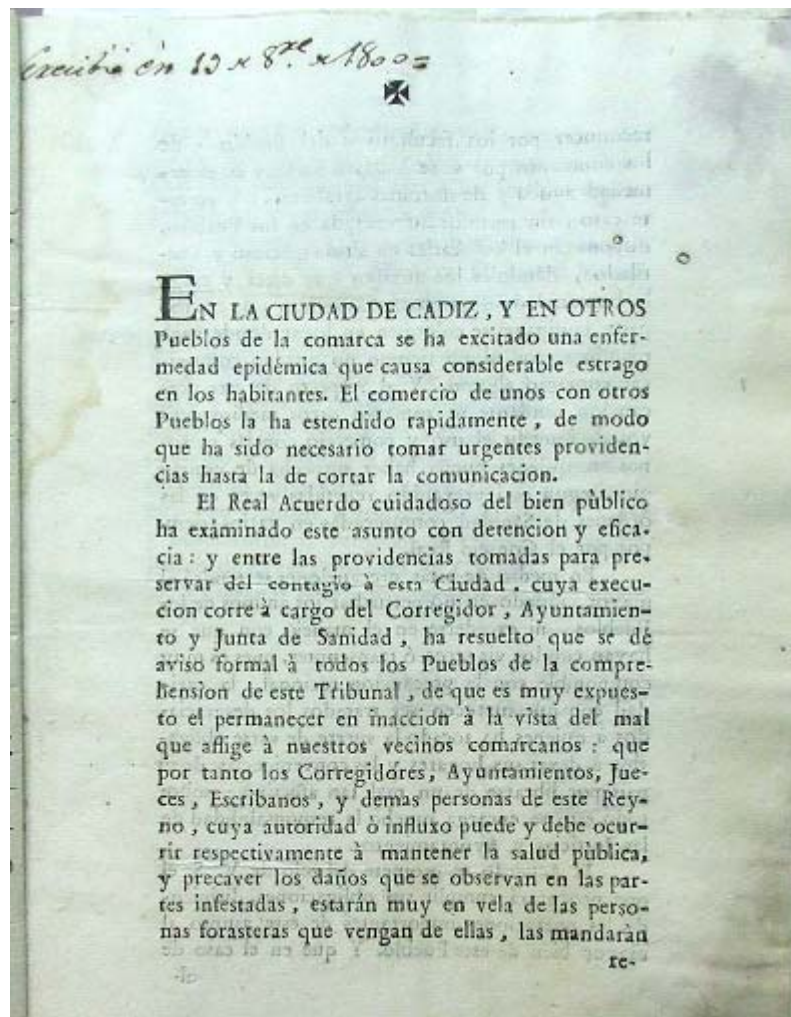 en 13 8.re 1800=
EN LA CIUDAD DE CADIZ, Y EN OTROS
Pueblos de la comarca se ha excitado una enfer-
medad epidémica que causa considerable estrago
en los habitantes. El comercio de unos con otros
Pueblos la ha estendido rapidamente, de modo
que ha sido necesario tomar urgentes providen-
cias hasta la de cortar la comunicacion.
El Real Acuerdo cuidadoso del bien pùblico
ha exâminado este asunto con detencion y efica-
cia: y entre las providencias tomadas para pre-
servar del contagio à esta Ciudad, cuya execu-
cion corre à cargo del Corregidor, Ayuntamien-
to y Junta de Sanidad, ha resuelto que se dé
aviso formal à todos los Pueblos de la compre-
hension de este Tribunal, de que es muy expues-
to el permanecer en inaccion à la vista del mal
que aflige à nuestros vecinos comarcanos: que
por tanto los Corregidores, Ayuntamientos, Jue-
ces, Escribanos, y demas personas de este Rey-
no, cuya autoridad ò influxo puede y debe ocur-
rir respectivamente à mantener la salud pùblica,
y precaver los daños que se observan en las par-
tes infestadas, estarán muy en vela de las perso-
nas forasteras que vengan de ellas, las mandaràn
re-